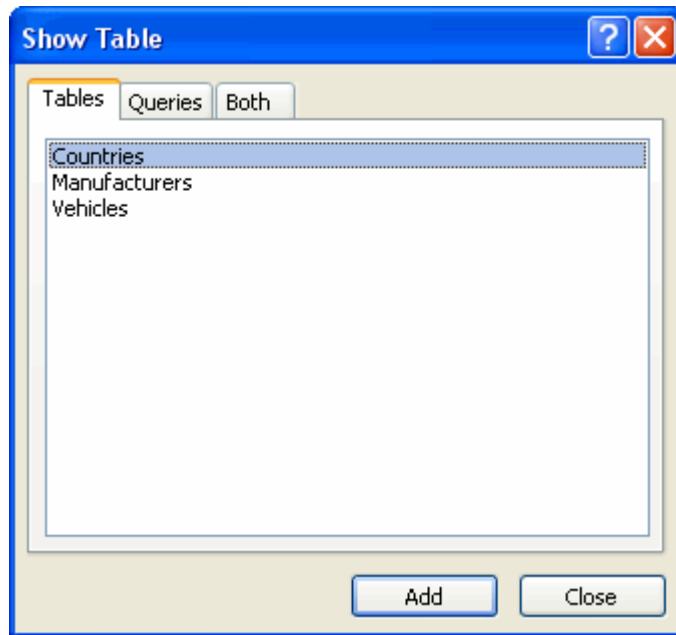 Show Table
Tables Queries Both
Countries
Manufacturers
Vehicles
Add Close